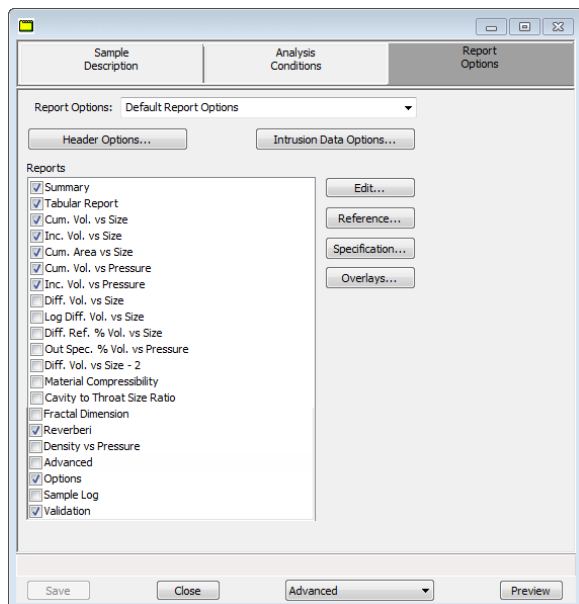 Sample
Description
Analysis
Conditions
Report
Options
Report Options: Default Report Options
Header Options... Intrusion Data Options...
Reports
Summary
Edit...
Tabular Report
Cum. Vol. vs Size
Reference...
Inc. Vol. vs Size
Cum. Area vs Size
Specification...
Cum. Vol. vs Pressure
Inc. Vol. vs Pressure
Overlays...
Diff. Vol. vs Size
Log Diff. Vol. vs Size
Diff. Ref. % Vol. vs Size
Out Spec. % Vol. vs Pressure
Diff. Vol. vs Size - 2
Material Compressibility
Cavity to Throat Size Ratio
Fractal Dimension
Reverberi
Density vs Pressure
Advanced
Options
Sample Log
Validation
Save Close Advanced Preview